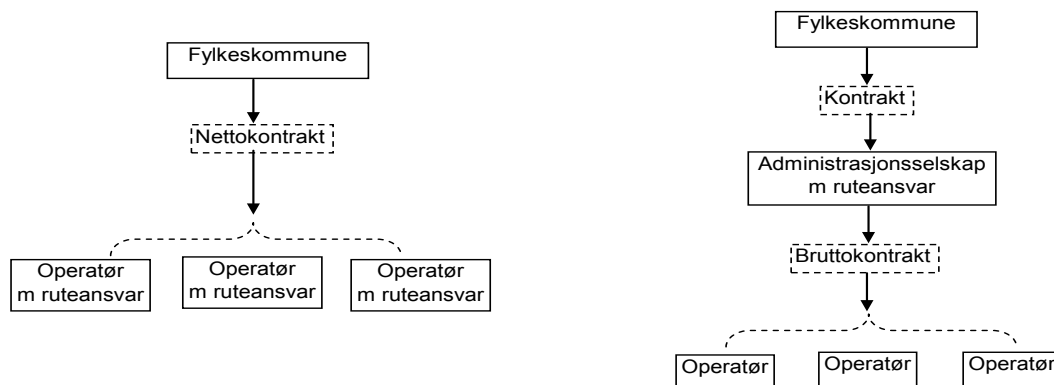 Fylkeskommune
Nettokontrakt
Operatør
m ruteansvar
Operatør
m ruteansvar
Operatør
m ruteansvar
Fylkeskommune
Kontrakt
Administrasjonsselskap
m ruteansvar
Bruttokontrakt
Operatør
Operatør
Operatør